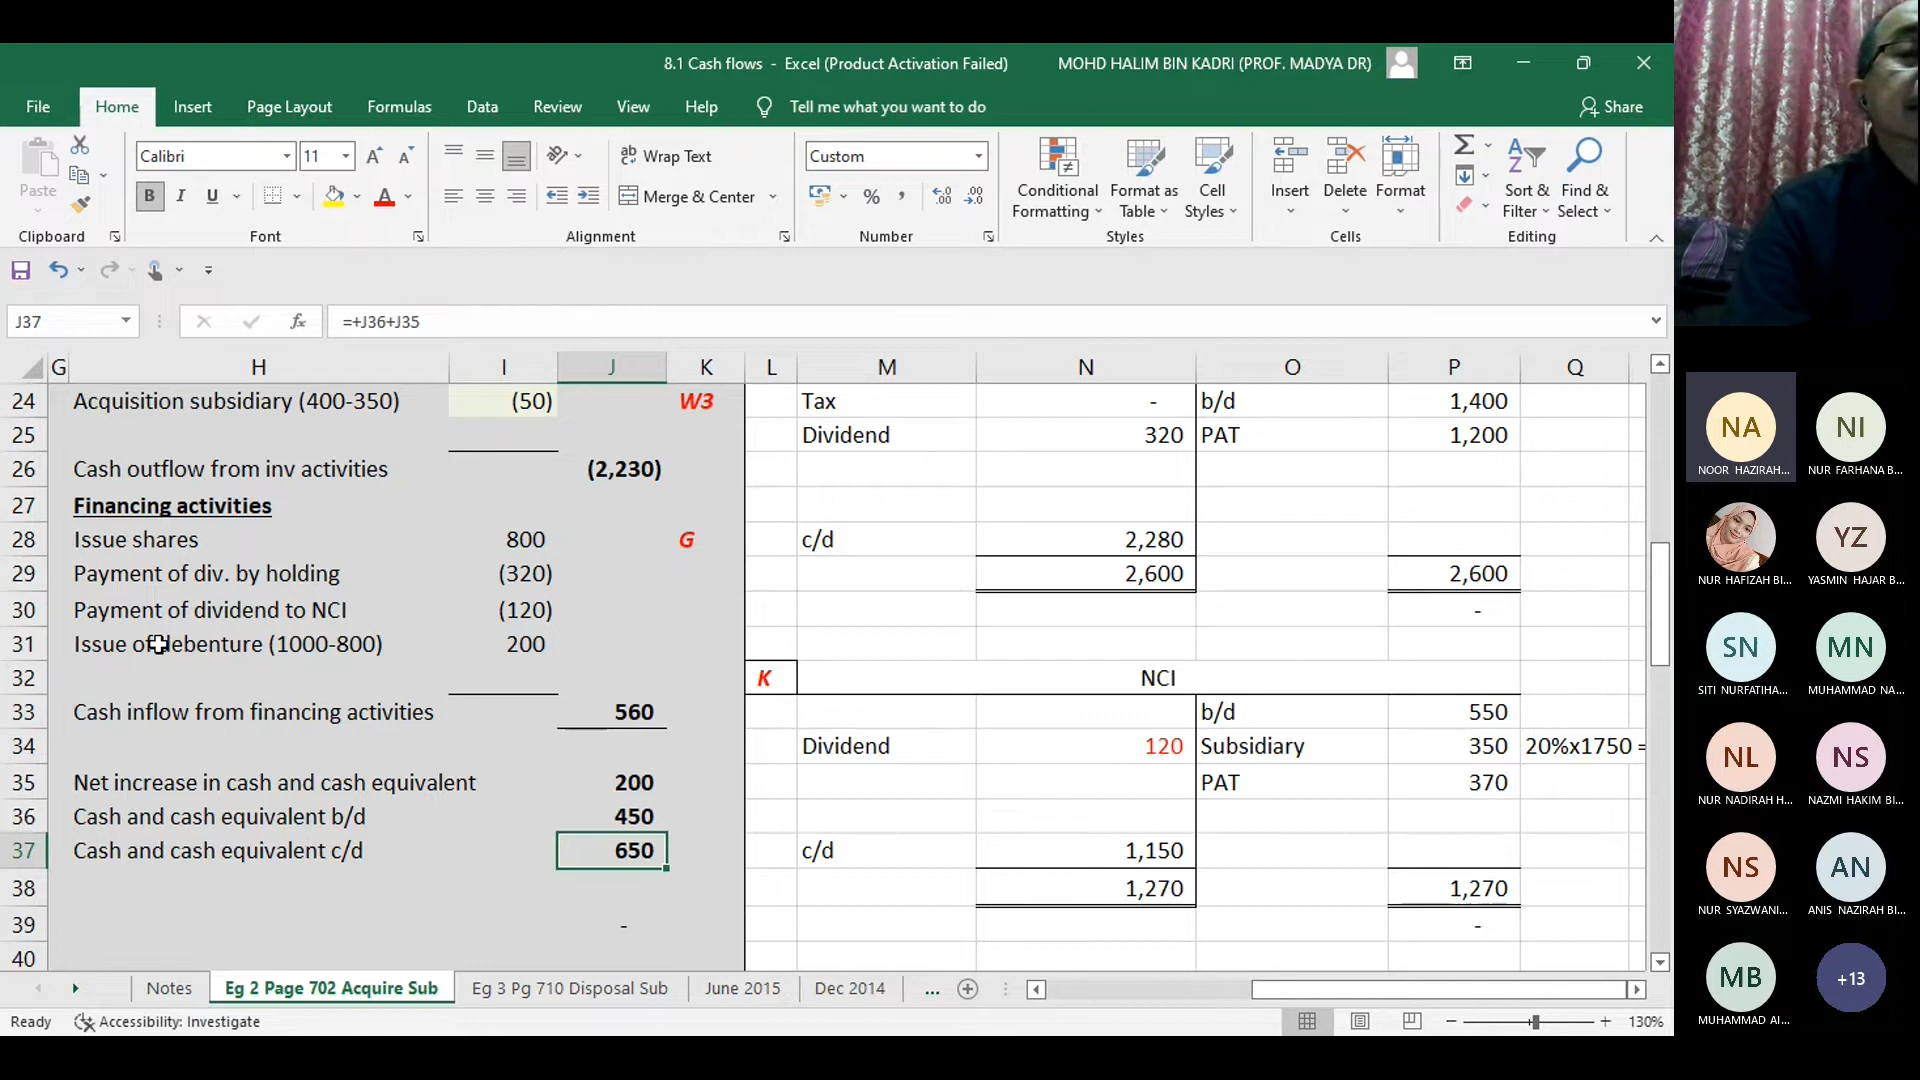 8.1 Cash flows - Excel (Product Activation Failed)
MOHD HALIM BIN KADRI (PROF. MADYA DR)
File Home Insert Page Layout Formulas Data Review View Help Tell me what you want to do Share
Paste
Calibri 11
B I U
Wrap Text
Merge & Center
Custom
Conditional Formatting
Format as Table
Cell Styles
Insert Delete Format
Sort & Filter
Find & Select
Clipboard Font Alignment Number Styles Cells Editing
J37 fx =+J36+J35
G H I J K L M N O P Q
24 Acquisition subsidiary (400-350) (50) W3 Tax - b/d 1,400
25 Dividend 320 PAT 1,200
26 Cash outflow from inv activities (2,230)
27 Financing activities
28 Issue shares 800 G c/d 2,280
29 Payment of div. by holding (320) 2,600 2,600
30 Payment of dividend to NCI (120) -
31 Issue of debenture (1000-800) 200
32 K NCI
33 Cash inflow from financing activities 560 b/d 550
34 Dividend 120 Subsidiary 350 20%x1750 =
35 Net increase in cash and cash equivalent 200 PAT 370
36 Cash and cash equivalent b/d 450
37 Cash and cash equivalent c/d 650 c/d 1,150
38 1,270 1,270
39 - -
40
Notes Eg 2 Page 702 Acquire Sub Eg 3 Pg 710 Disposal Sub June 2015 Dec 2014 ...
Ready Accessibility: Investigate 130%
NA NI
NOOR HAZIRAH... NUR FARHANA B...
YZ
NUR HAFIZAH BI... YASMIN HAJAR B...
SN MN
SITI NURFATIHA... MUHAMMAD NA...
NL NS
NUR NADIRAH H... NAZMI HAKIM BI...
NS AN
NUR SYAZWANI... ANIS NAZIRAH BI...
MB +13
MUHAMMAD AI...